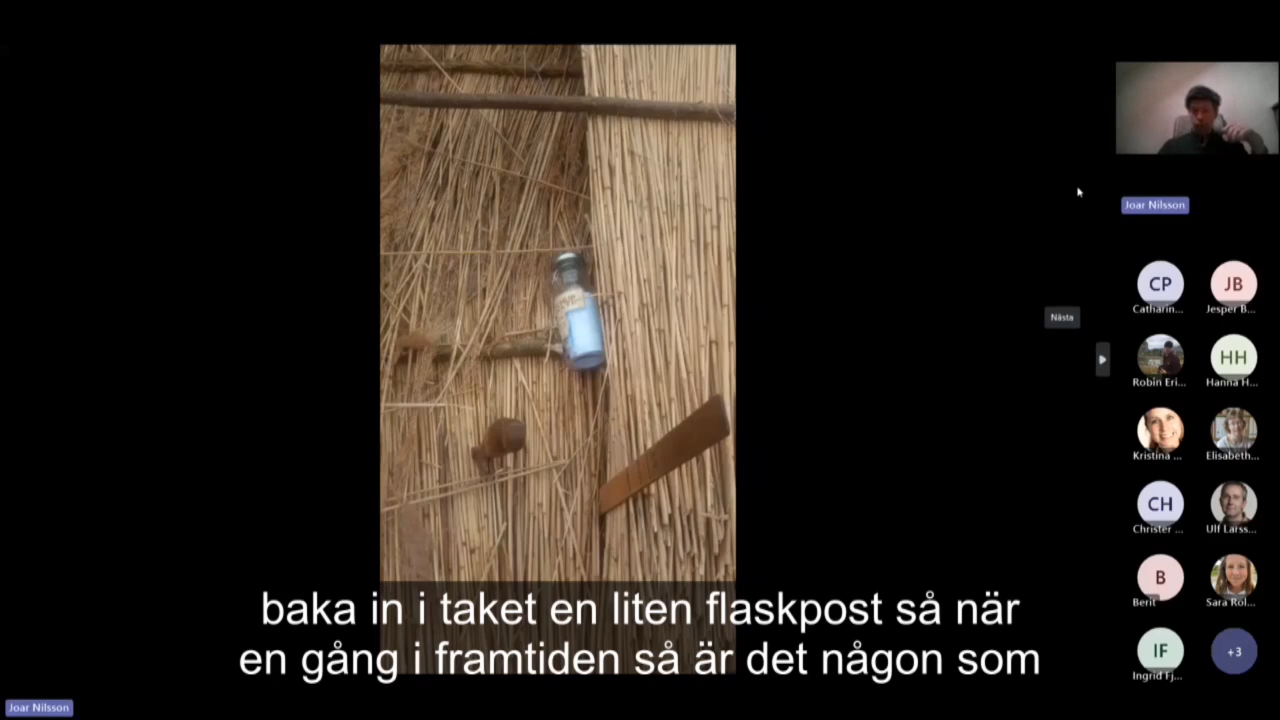 Joar Nilsson
CP
JB
Catharin...
Jesper B...
Nästa
HH
Robin Eri...
Hanna H...
Kristina ...
Elisabeth...
CH
Christer ...
Ulf Larss...
B
Berit
Sara Rol...
IF
+3
Ingrid Fj...
baka in i taket en liten flaskpost så när
en gång i framtiden så är det någon som
Joar Nilsson